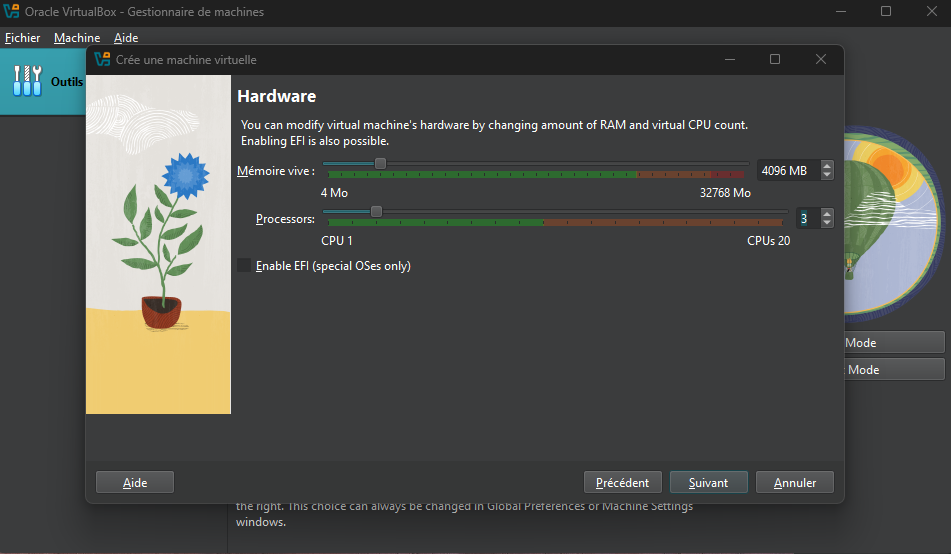 Oracle VirtualBox - Gestionnaire de machines
Fichier Machine Aide
Outils
Crée une machine virtuelle
Hardware
You can modify virtual machine's hardware by changing amount of RAM and virtual CPU count.
Enabling EFI is also possible.
Mémoire vive : 4096 MB
4 Mo 32768 Mo
Processors: 3
CPU 1 CPUs 20
Enable EFI (special OSes only)
Mode
Mode
Aide Précédent Suivant Annuler
the right. This choice can always be changed in Global Preferences or Machine Settings
windows.